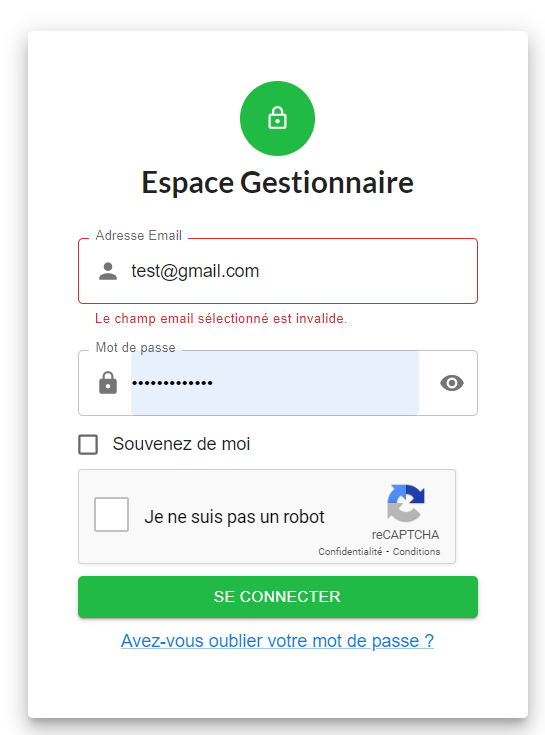 Espace Gestionnaire
Adresse Email
test@gmail.com
Le champ email sélectionné est invalide.
Mot de passe
•••••••••••••
Souvenez de moi
Je ne suis pas un robot
reCAPTCHA
Confidentialité - Conditions
SE CONNECTER
Avez-vous oublier votre mot de passe ?